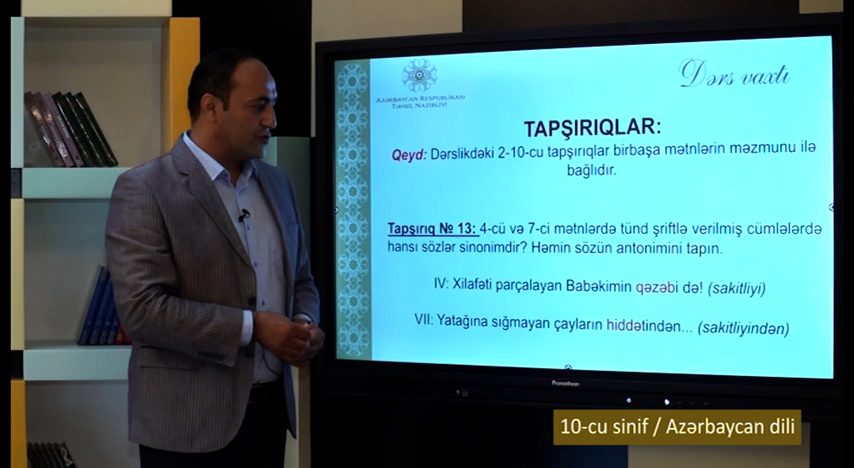 Dərs vaxtı
AZƏRBAYCAN RESPUBLİKASI
TƏHSİL NAZİRLİYİ
TAPŞIRIQLAR:
Qeyd: Dərslikdəki 2-10-cu tapşırıqlar birbaşa mətnlərin məzmunu ilə
bağlıdır.
Tapşırıq № 13: 4-cü və 7-ci mətnlərdə tünd şriftlə verilmiş cümlələrdə
hansı sözlər sinonimdir? Həmin sözün antonimini tapın.
IV: Xilafəti parçalayan Babəkimin qəzəbi də! (sakitliyi)
VII: Yatağına sığmayan çayların hiddətindən... (sakitliyindən)
Promethean
10-cu sinif / Azərbaycan dili